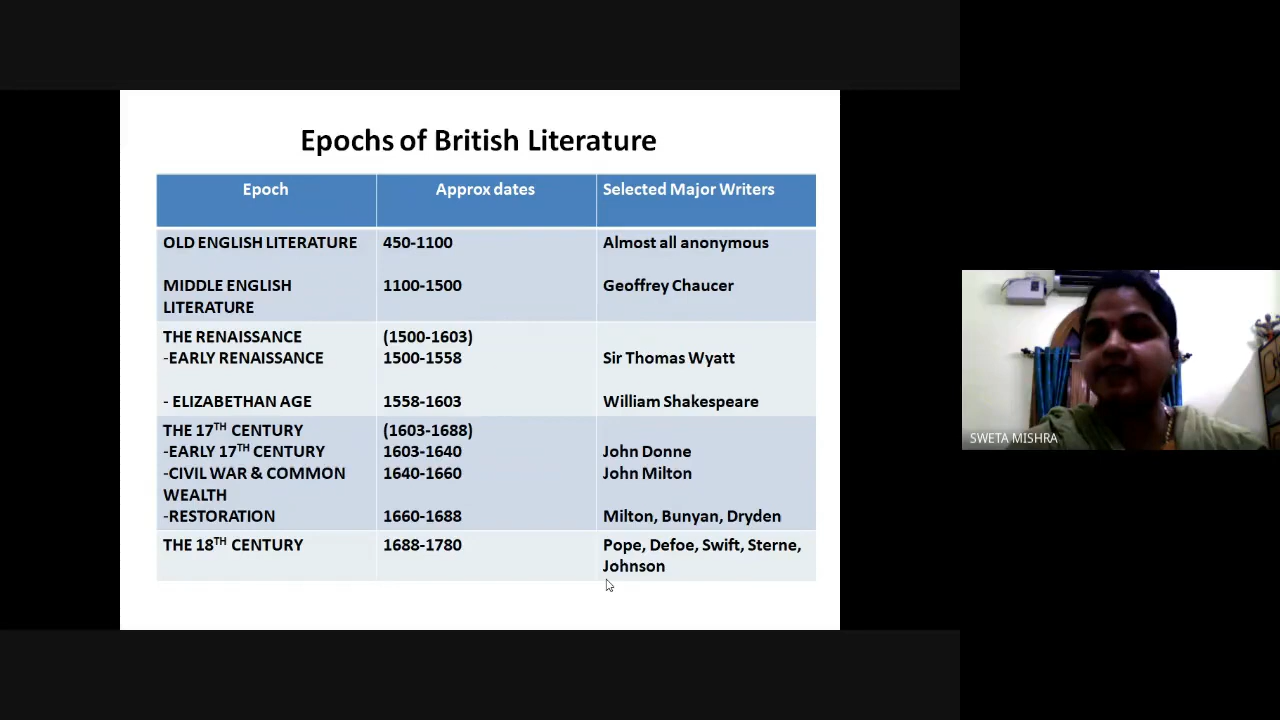 Epochs of British Literature
Epoch Approx dates Selected Major Writers
OLD ENGLISH LITERATURE 450-1100 Almost all anonymous
MIDDLE ENGLISH 1100-1500 Geoffrey Chaucer
LITERATURE
THE RENAISSANCE (1500-1603)
-EARLY RENAISSANCE 1500-1558 Sir Thomas Wyatt
- ELIZABETHAN AGE 1558-1603 William Shakespeare
THE 17TH CENTURY (1603-1688)
-EARLY 17TH CENTURY 1603-1640 John Donne
-CIVIL WAR & COMMON 1640-1660 John Milton
WEALTH
-RESTORATION 1660-1688 Milton, Bunyan, Dryden
THE 18TH CENTURY 1688-1780 Pope, Defoe, Swift, Sterne,
Johnson
SWETA MISHRA